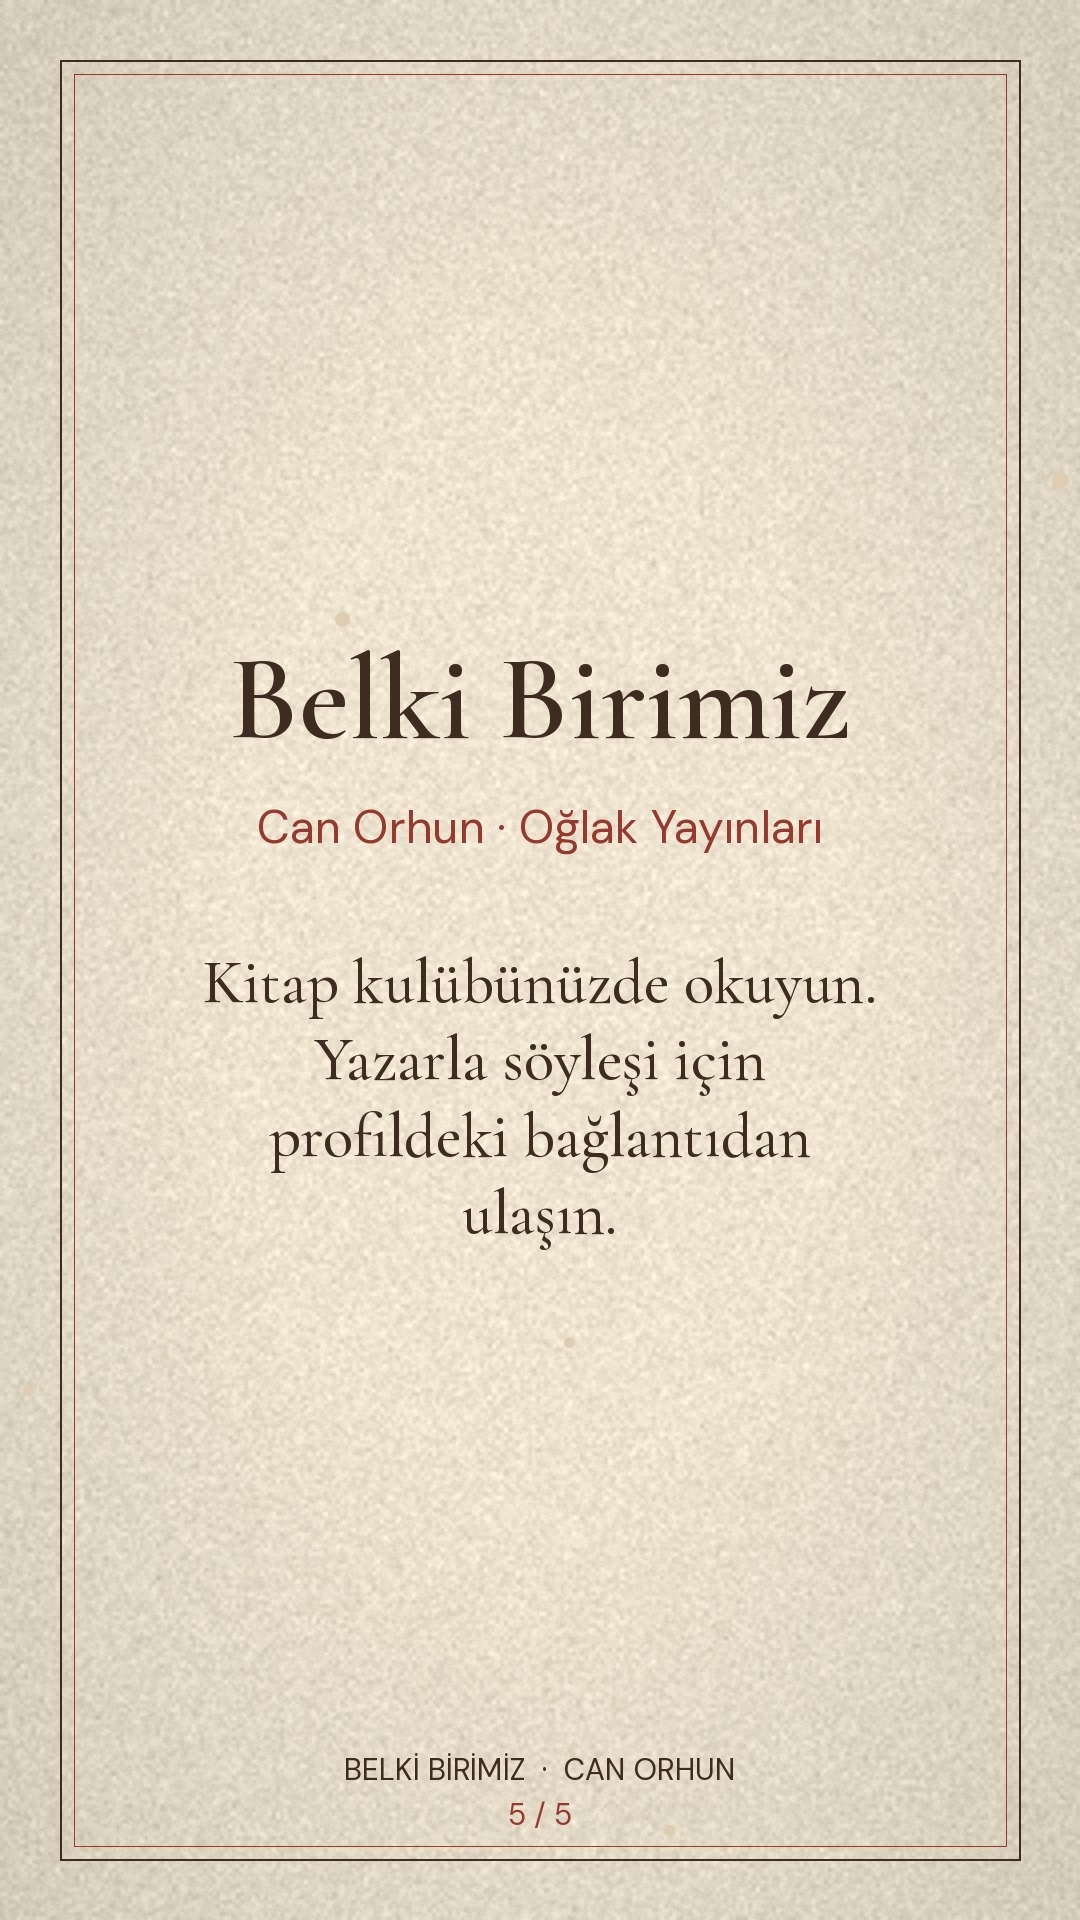 Belki Birimiz
Can Orhun · Oğlak Yayınları
Kitap kulübünüzde okuyun.
Yazarla söyleşi için
profildeki bağlantıdan
ulaşın.
BELKİ BİRİMİZ · CAN ORHUN
5 / 5